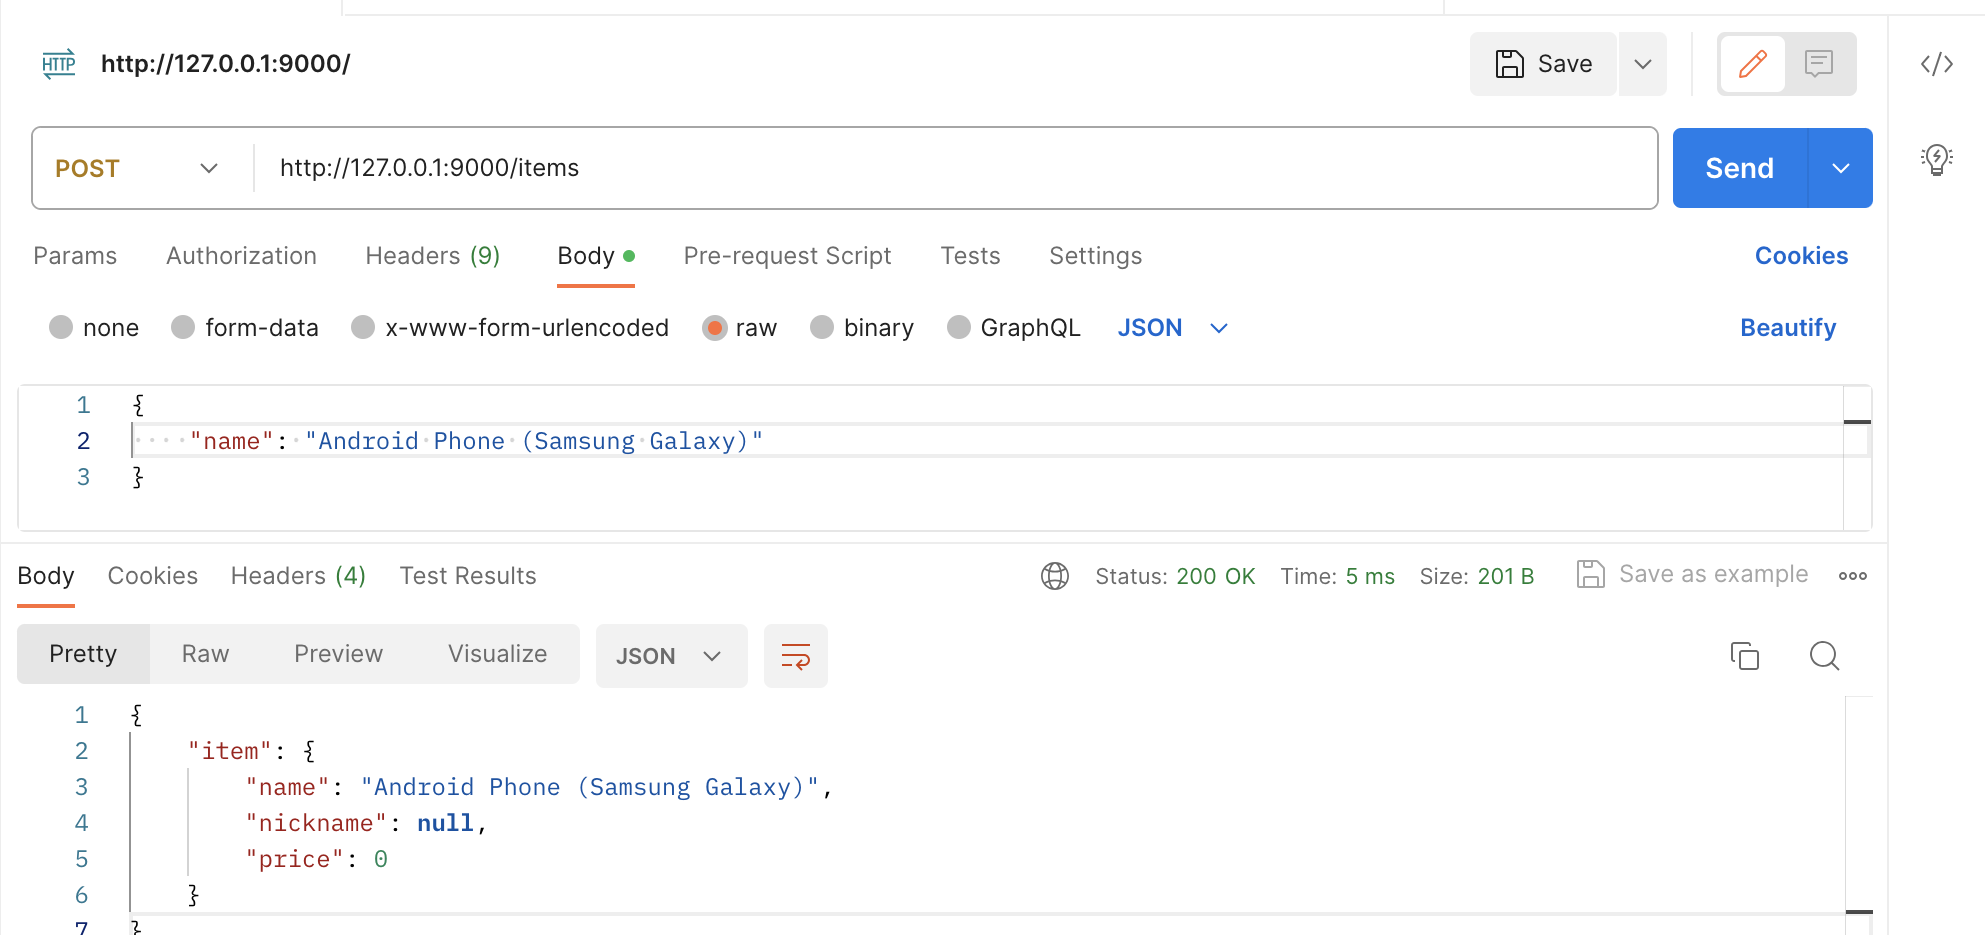 HTTP http://127.0.0.1:9000/ Save
POST http://127.0.0.1:9000/items Send
Params Authorization Headers (9) Body Pre-request Script Tests Settings Cookies
none form-data x-www-form-urlencoded raw binary GraphQL JSON Beautify
1 {
2 "name": "Android Phone (Samsung Galaxy)"
3 }
Body Cookies Headers (4) Test Results Status: 200 OK Time: 5 ms Size: 201 B Save as example
Pretty Raw Preview Visualize JSON
1 {
2 "item": {
3 "name": "Android Phone (Samsung Galaxy)",
4 "nickname": null,
5 "price": 0
6 }
7 }